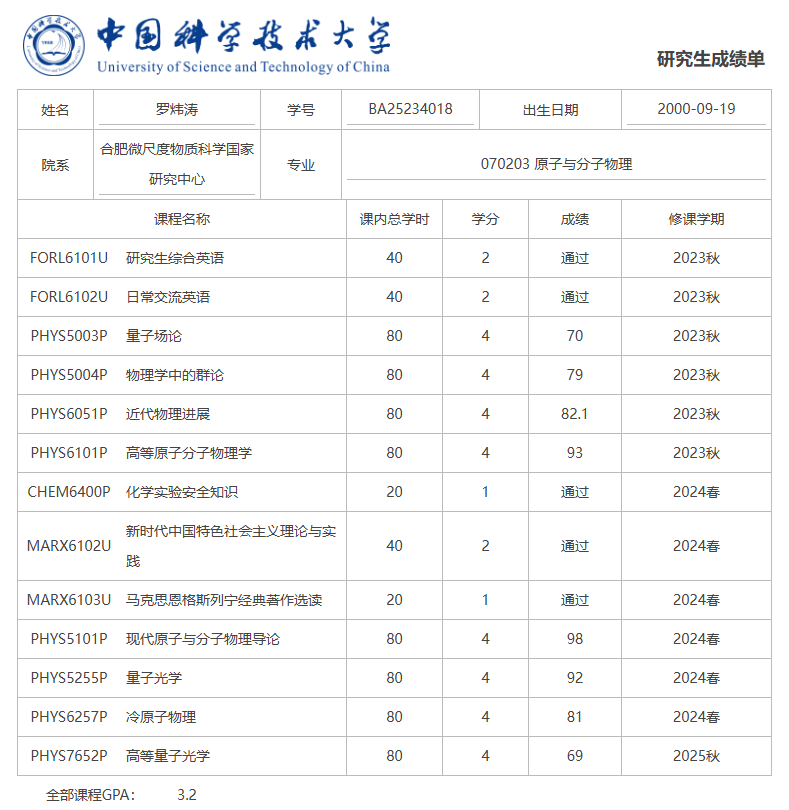 中国科学技术大学
University of Science and Technology of China
研究生成绩单
姓名 罗炜涛 学号 BA25234018 出生日期 2000-09-19
院系 合肥微尺度物质科学国家研究中心 专业 070203 原子与分子物理
课程名称 课内总学时 学分 成绩 修课学期
FORL6101U 研究生综合英语 40 2 通过 2023秋
FORL6102U 日常交流英语 40 2 通过 2023秋
PHYS5003P 量子场论 80 4 70 2023秋
PHYS5004P 物理学中的群论 80 4 79 2023秋
PHYS6051P 近代物理进展 80 4 82.1 2023秋
PHYS6101P 高等原子分子物理学 80 4 93 2023秋
CHEM6400P 化学实验安全知识 20 1 通过 2024春
MARX6102U 新时代中国特色社会主义理论与实践 40 2 通过 2024春
MARX6103U 马克思恩格斯列宁经典著作选读 20 1 通过 2024春
PHYS5101P 现代原子与分子物理导论 80 4 98 2024春
PHYS5255P 量子光学 80 4 92 2024春
PHYS6257P 冷原子物理 80 4 81 2024春
PHYS7652P 高等量子光学 80 4 69 2025秋
全部课程GPA： 3.2